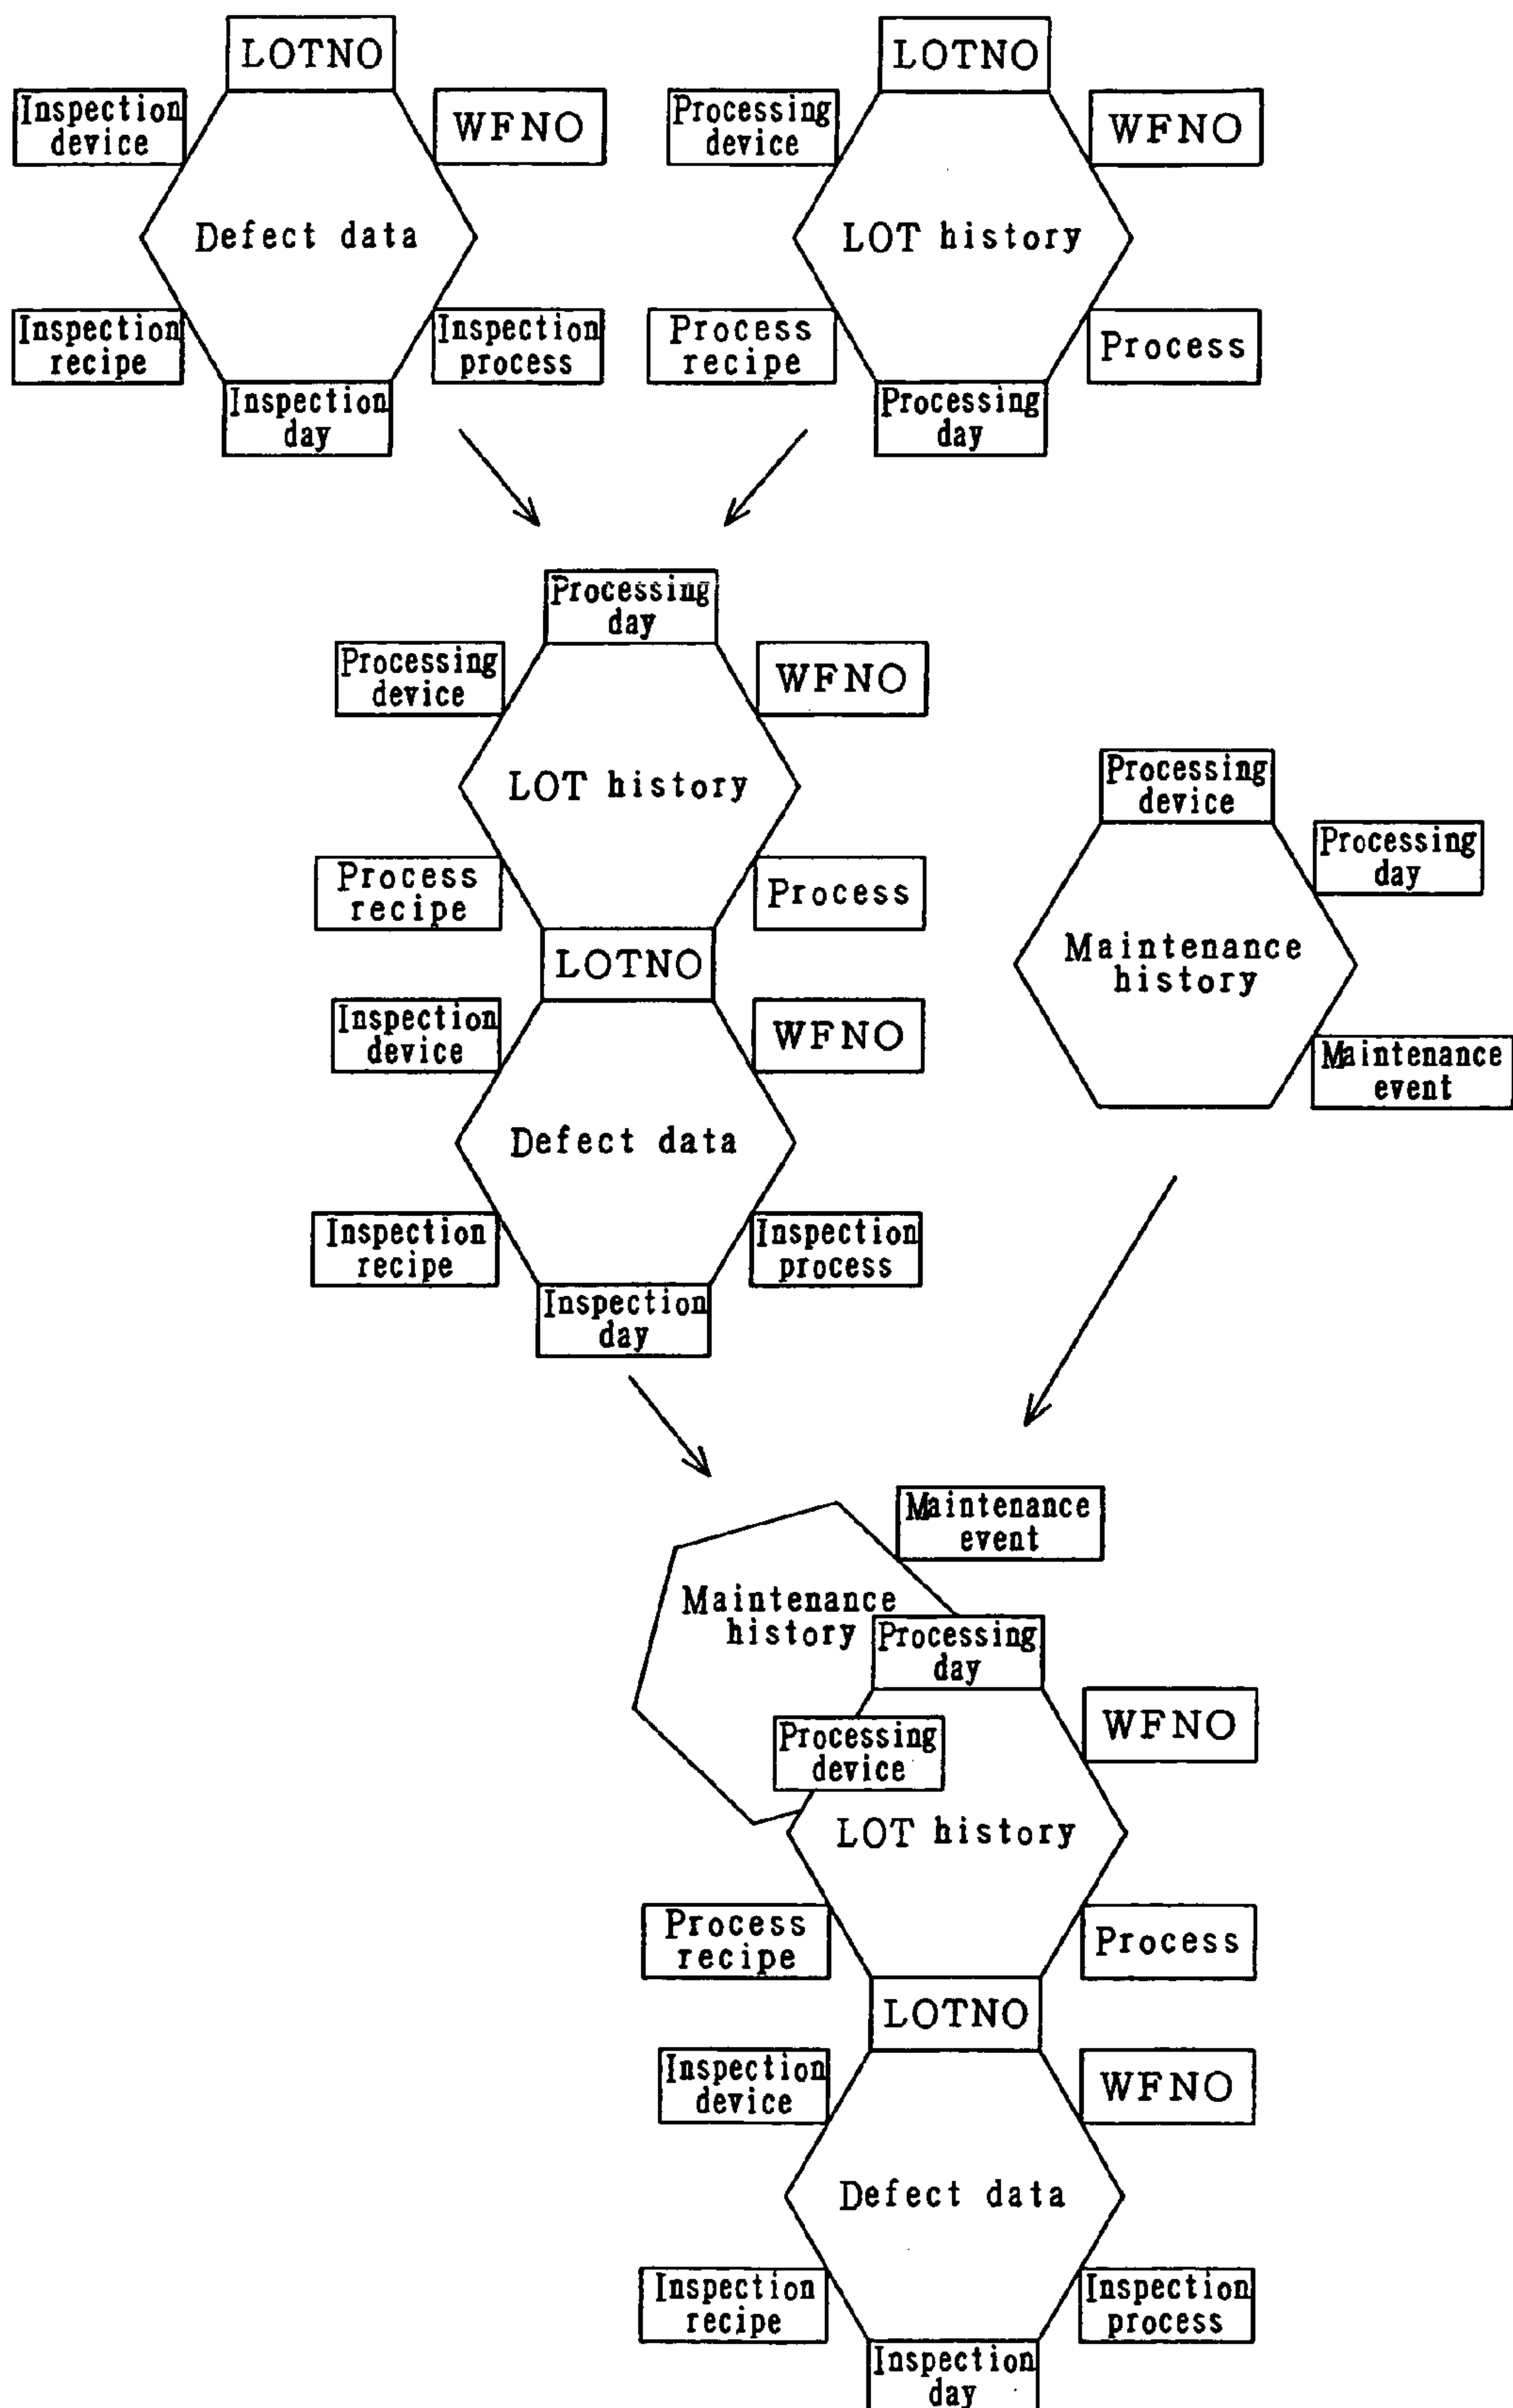 LOTNO
Inspection
device
WFNO
Defect data
Inspection
recipe
Inspection
process
Inspection
day
LOTNO
Processing
device
WFNO
LOT history
Process
recipe
Process
Processing
day
Processing
day
Processing
device
WFNO
LOT history
Process
recipe
Process
LOTNO
Inspection
device
WFNO
Defect data
Inspection
recipe
Inspection
process
Inspection
day
Processing
device
Processing
day
Maintenance
history
Maintenance
event
Maintenance
event
Maintenance
history
Processing
day
Processing
device
WFNO
LOT history
Process
recipe
Process
LOTNO
Inspection
device
WFNO
Defect data
Inspection
recipe
Inspection
process
Inspection
day